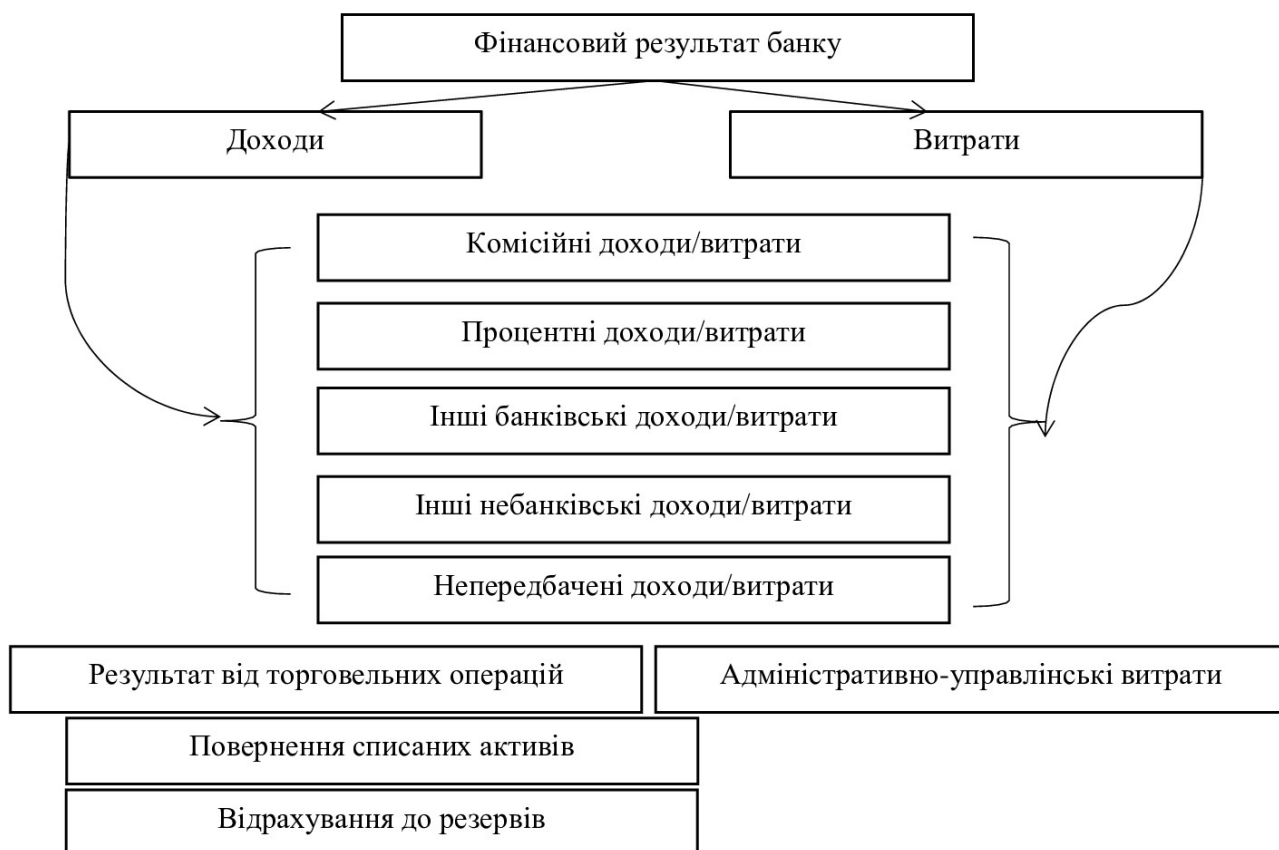 Фінансовий результат банку
Доходи
Витрати
Комісійні доходи/витрати
Процентні доходи/витрати
Інші банківські доходи/витрати
Інші небанківські доходи/витрати
Непередбачені доходи/витрати
Результат від торговельних операцій
Адміністративно-управлінські витрати
Повернення списаних активів
Відрахування до резервів